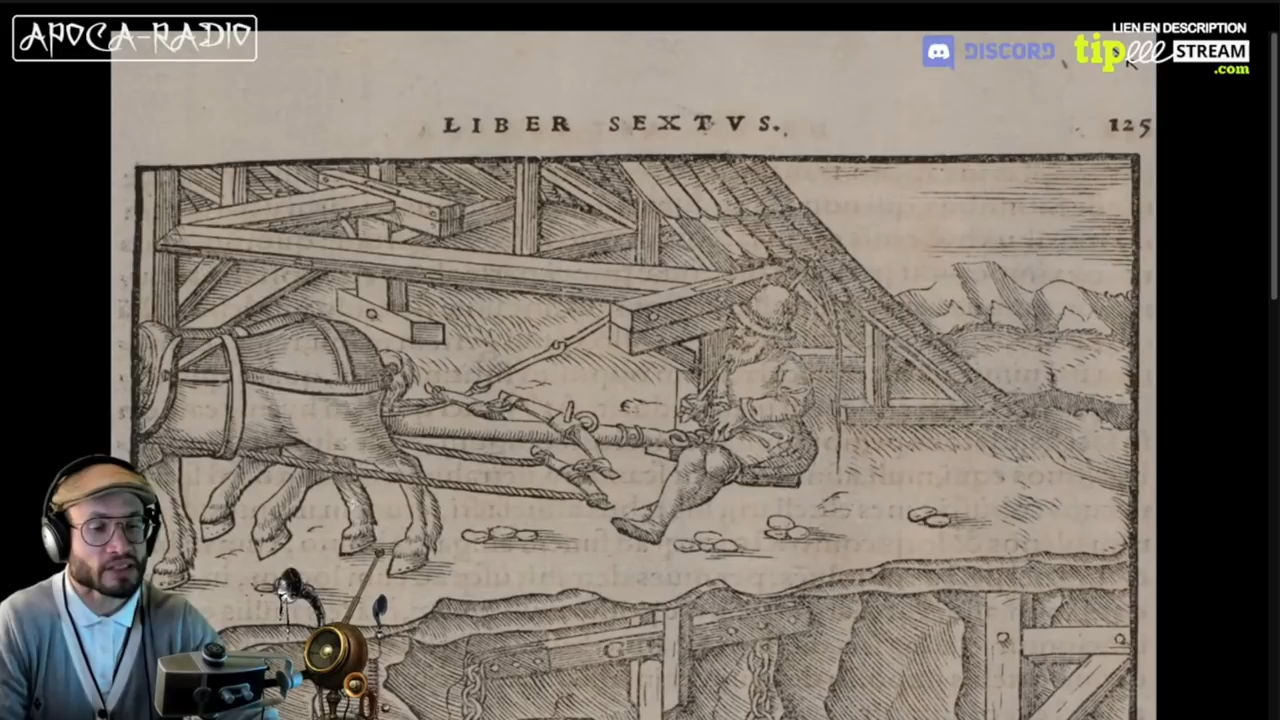 APOCA-RADIO
LIEN EN DESCRIPTION
DISCORD
tipeee STREAM
.com
LIBER SEXTVS.
125